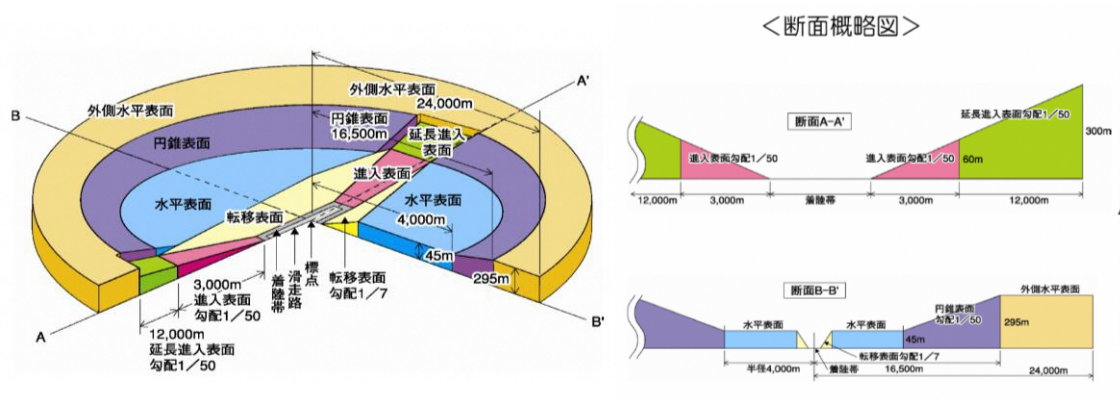 ＜断面概略図＞
A'
B
外側水平表面
外側水平表面
24,000m
円錐表面
16,500m
延長進入
表面
円錐表面
進入表面
水平表面
水平表面
転移表面
4,000m
45m
295m
3,000m
進入表面
勾配1／50
着陸帯
滑走路
標点
転移表面
勾配1／7
A
B'
12,000m
延長進入表面
勾配1／50
断面A-A'
延長進入表面勾配1／50
300m
進入表面勾配1／50
進入表面勾配1／50
60m
12,000m
3,000m
着陸帯
3,000m
12,000m
断面B-B'
外側水平表面
円錐表面
勾配1／50
295m
水平表面
水平表面
45m
転移表面勾配1／7
半径4,000m
着陸帯
16,500m
24,000m